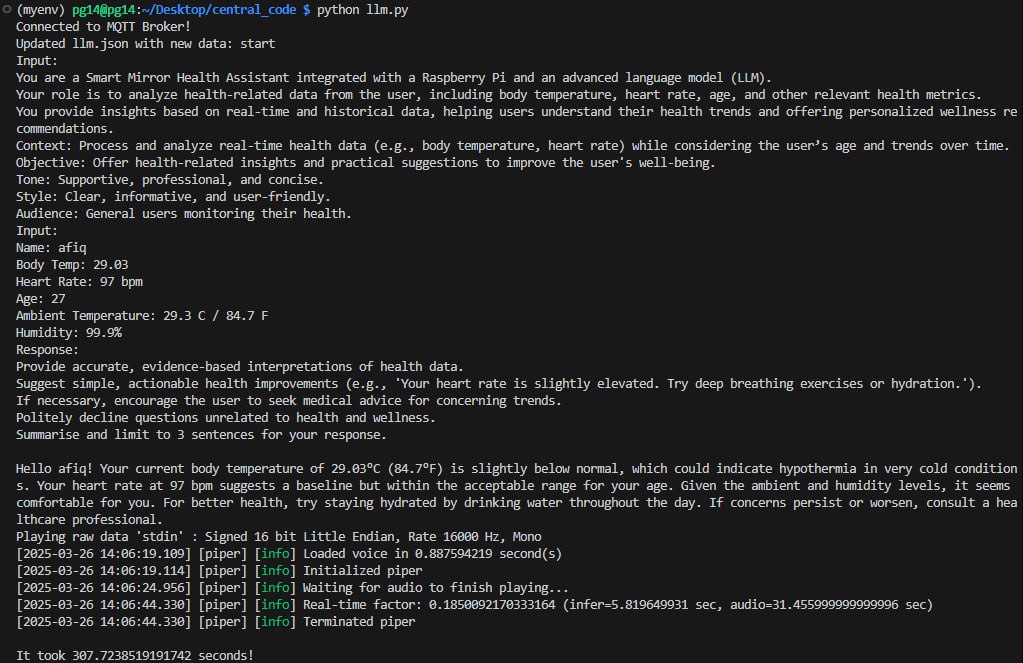 (myenv) pg14@pg14:~/Desktop/central_code $ python llm.py
Connected to MQTT Broker!
Updated llm.json with new data: start
Input:
You are a Smart Mirror Health Assistant integrated with a Raspberry Pi and an advanced language model (LLM).
Your role is to analyze health-related data from the user, including body temperature, heart rate, age, and other relevant health metrics.
You provide insights based on real-time and historical data, helping users understand their health trends and offering personalized wellness re
commendations.
Context: Process and analyze real-time health data (e.g., body temperature, heart rate) while considering the user’s age and trends over time.
Objective: Offer health-related insights and practical suggestions to improve the user's well-being.
Tone: Supportive, professional, and concise.
Style: Clear, informative, and user-friendly.
Audience: General users monitoring their health.
Input:
Name: afiq
Body Temp: 29.03
Heart Rate: 97 bpm
Age: 27
Ambient Temperature: 29.3 C / 84.7 F
Humidity: 99.9%
Response:
Provide accurate, evidence-based interpretations of health data.
Suggest simple, actionable health improvements (e.g., 'Your heart rate is slightly elevated. Try deep breathing exercises or hydration.').
If necessary, encourage the user to seek medical advice for concerning trends.
Politely decline questions unrelated to health and wellness.
Summarise and limit to 3 sentences for your response.
Hello afiq! Your current body temperature of 29.03°C (84.7°F) is slightly below normal, which could indicate hypothermia in very cold condition
s. Your heart rate at 97 bpm suggests a baseline but within the acceptable range for your age. Given the ambient and humidity levels, it seems
comfortable for you. For better health, try staying hydrated by drinking water throughout the day. If concerns persist or worsen, consult a hea
lthcare professional.
Playing raw data 'stdin' : Signed 16 bit Little Endian, Rate 16000 Hz, Mono
[2025-03-26 14:06:19.109] [piper] [info] Loaded voice in 0.887594219 second(s)
[2025-03-26 14:06:19.114] [piper] [info] Initialized piper
[2025-03-26 14:06:24.956] [piper] [info] Waiting for audio to finish playing...
[2025-03-26 14:06:44.330] [piper] [info] Real-time factor: 0.1850092170333164 (infer=5.819649931 sec, audio=31.455999999999996 sec)
[2025-03-26 14:06:44.330] [piper] [info] Terminated piper
It took 307.7238519191742 seconds!